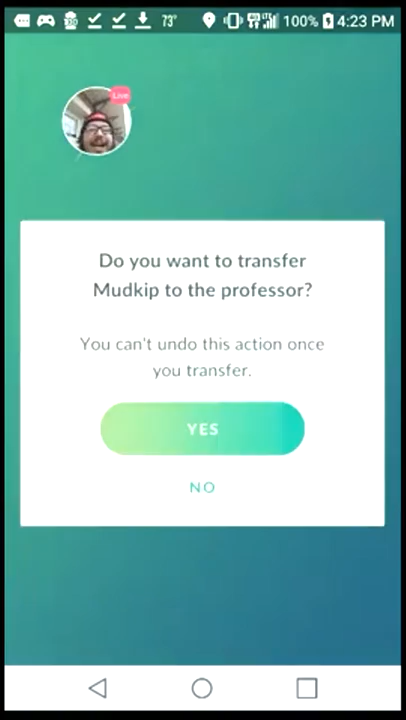 73°
100%
4:23 PM
Live
Do you want to transfer
Mudkip to the professor?
You can't undo this action once
you transfer.
YES
NO